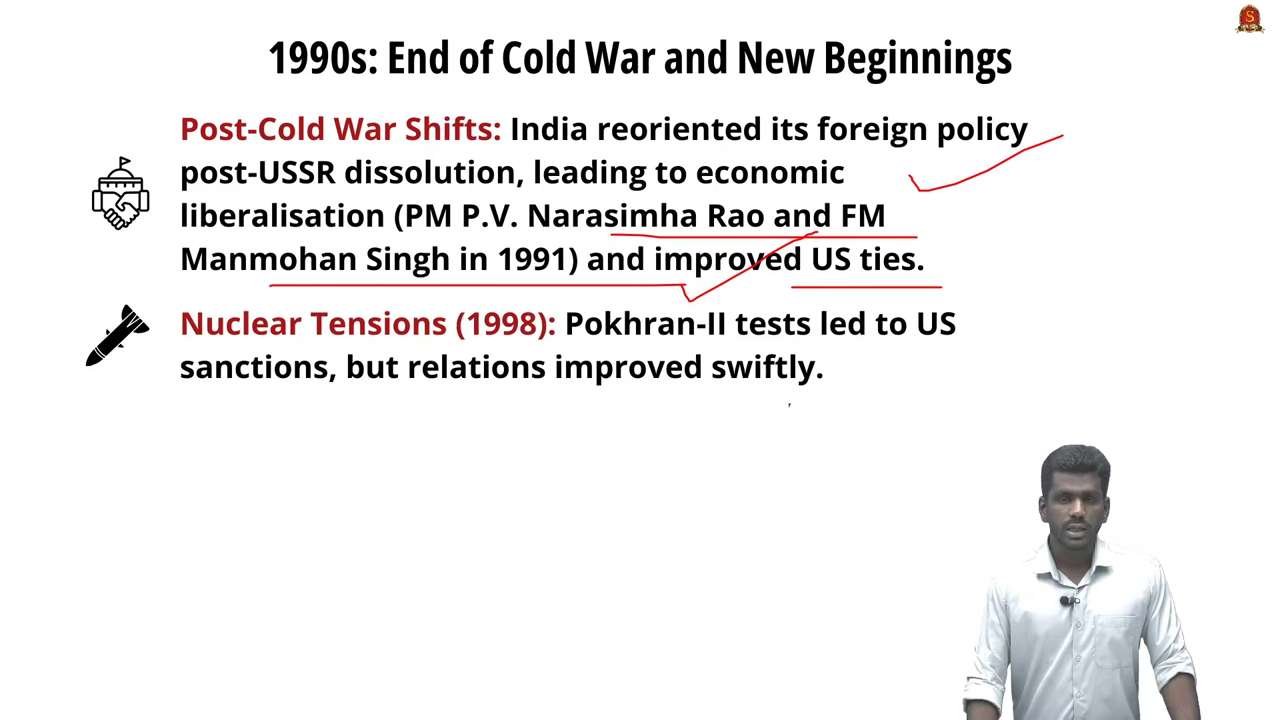 1990s: End of Cold War and New Beginnings
Post-Cold War Shifts: India reoriented its foreign policy
post-USSR dissolution, leading to economic
liberalisation (PM P.V. Narasimha Rao and FM
Manmohan Singh in 1991) and improved US ties.
Nuclear Tensions (1998): Pokhran-II tests led to US
sanctions, but relations improved swiftly.